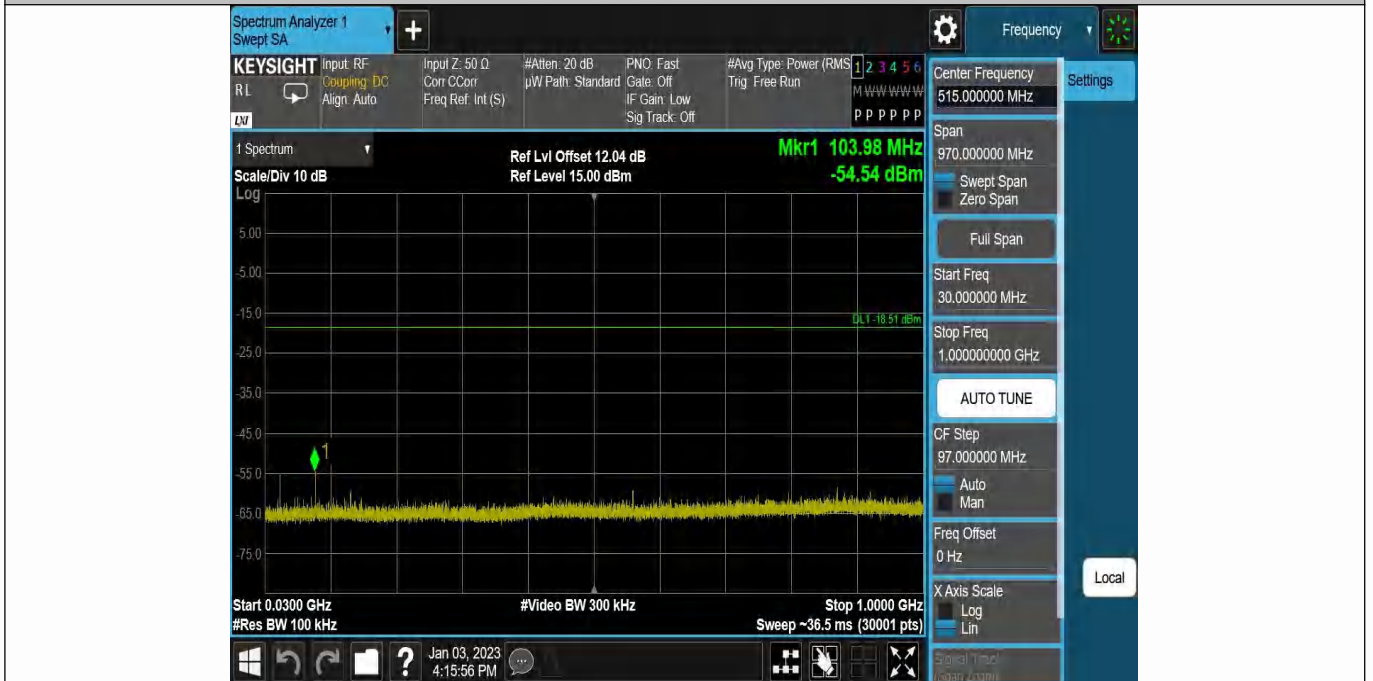 Spectrum Analyzer 1
Swept SA
+
Frequency
KEYSIGHT
RL
LXI
Input: RF
Coupling: DC
Align: Auto
Input Z: 50 Ω
Corr CCorr
Freq Ref: Int (S)
#Atten: 20 dB
µW Path: Standard
PNO: Fast
Gate: Off
IF Gain: Low
Sig Track: Off
#Avg Type: Power (RMS
Trig: Free Run
1 2 3 4 5 6
M W W W W W
P P P P P P
Center Frequency
515.000000 MHz
Settings
Span
970.000000 MHz
Swept Span
Zero Span
Full Span
Start Freq
30.000000 MHz
Stop Freq
1.000000000 GHz
AUTO TUNE
CF Step
97.000000 MHz
Auto
Man
Freq Offset
0 Hz
X Axis Scale
Log
Lin
Signal Track
(Span Zoom)
Local
1 Spectrum
Scale/Div 10 dB
Log
Ref Lvl Offset 12.04 dB
Ref Level 15.00 dBm
Mkr1 103.98 MHz
-54.54 dBm
5.00
-5.00
-15.0
DL1 -18.51 dBm
-25.0
-35.0
-45.0
1
-55.0
-65.0
-75.0
Start 0.0300 GHz
#Video BW 300 kHz
Stop 1.0000 GHz
#Res BW 100 kHz
Sweep ~36.5 ms (30001 pts)
?
Jan 03, 2023
4:15:56 PM